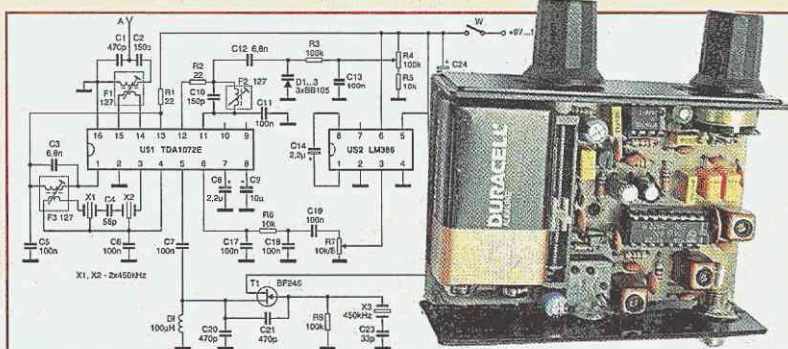 A
C1
470p
C2
150p
F1
127
R1
22
R2
22
C10
150p
C12 6,8n
F2 127
C11
100n
D1...3
3xBB105
R3
100k
C13
100n
R4
100k
R5
10k
W
C24
16 15 14 13 12 11 10 9
US1 TDA1072E
1 2 3 4 5 6 7 8
C3
6,8n
F3 127
X1
C4
56p
X2
C8
2,2µ
C9
10µ
C14
2,2µ
8 7 6 5
US2 LM386
1 2 3 4
C5
100n
C6
100n
C7
100n
C17
100n
R6
10k
C18
100n
C19
100n
R7
10k/B
X1, X2 - 2x450kHz
T1
BF245
Dł
100µH
C20
470p
C21
470p
R8
100k
X3
450kHz
C23
33p
DURACELL